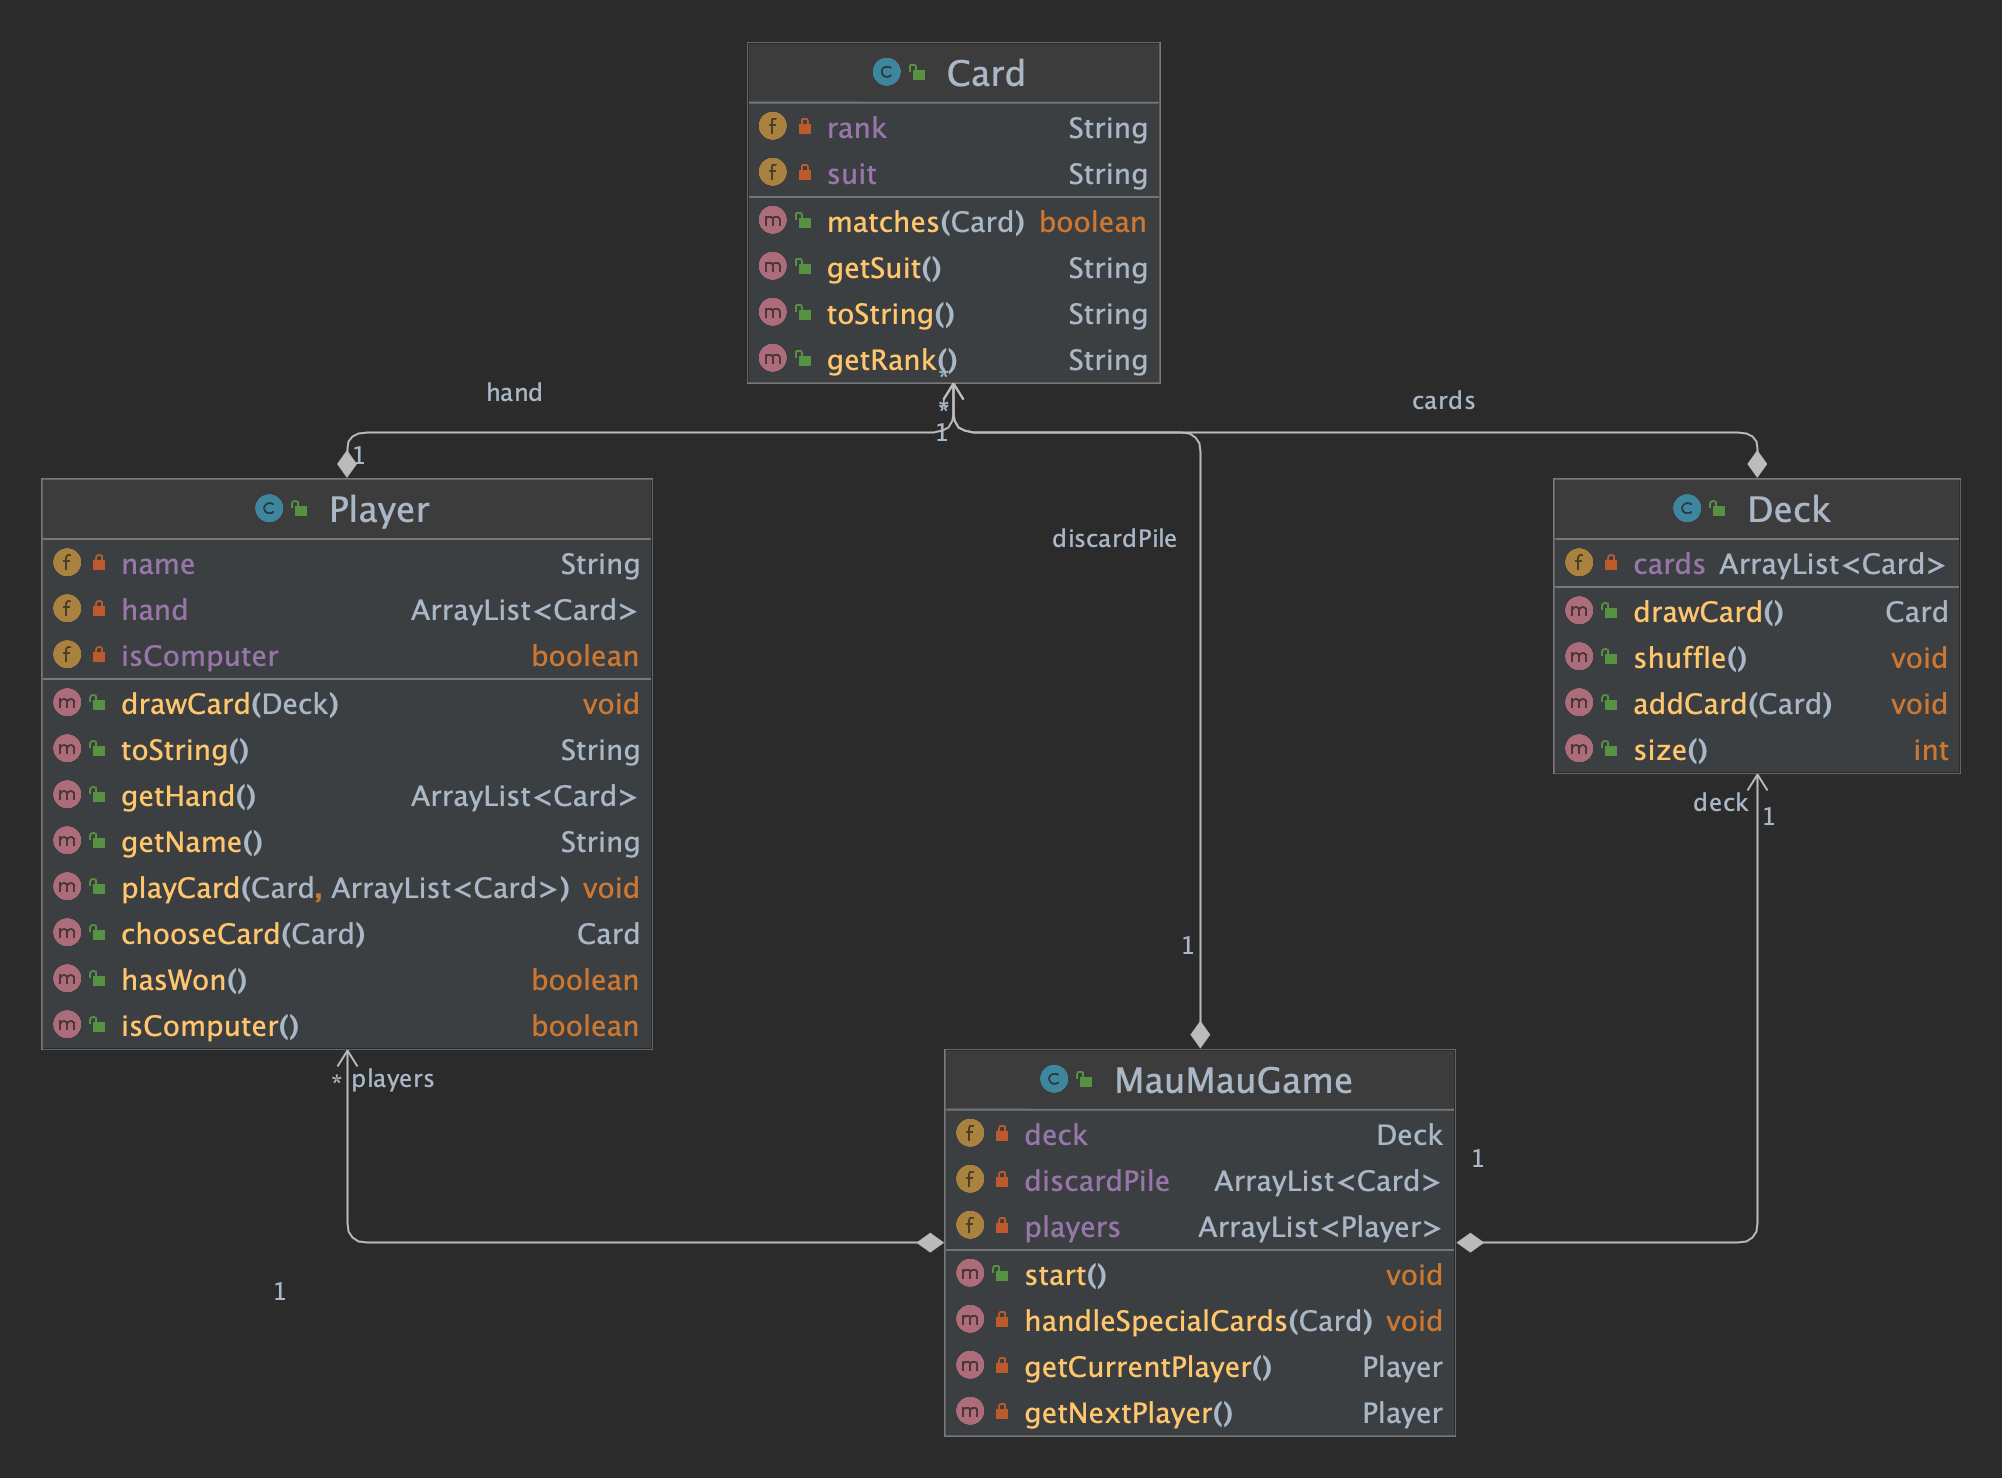 Card
rank String
suit String
matches(Card) boolean
getSuit() String
toString() String
getRank() String
*
*
1
hand
1
cards
discardPile
Player
name String
hand ArrayList<Card>
isComputer boolean
drawCard(Deck) void
toString() String
getHand() ArrayList<Card>
getName() String
playCard(Card, ArrayList<Card>) void
chooseCard(Card) Card
hasWon() boolean
isComputer() boolean
* players
1
Deck
cards ArrayList<Card>
drawCard() Card
shuffle() void
addCard(Card) void
size() int
deck
1
1
1
MauMauGame
deck Deck
discardPile ArrayList<Card>
players ArrayList<Player>
start() void
handleSpecialCards(Card) void
getCurrentPlayer() Player
getNextPlayer() Player